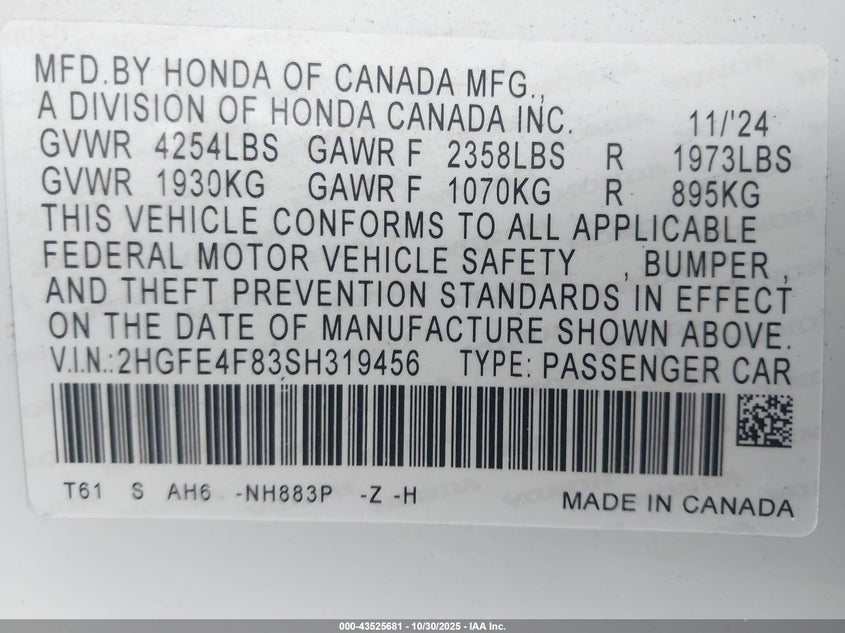 MFD.BY HONDA OF CANADA MFG.,
A DIVISION OF HONDA CANADA INC. 11/'24
GVWR 4254LBS GAWR F 2358LBS R 1973LBS
GVWR 1930KG GAWR F 1070KG R 895KG
THIS VEHICLE CONFORMS TO ALL APPLICABLE
FEDERAL MOTOR VEHICLE SAFETY , BUMPER ,
AND THEFT PREVENTION STANDARDS IN EFFECT
ON THE DATE OF MANUFACTURE SHOWN ABOVE.
V.I.N.:2HGFE4F83SH319456 TYPE: PASSENGER CAR
T61 S AH6 -NH883P -Z -H
MADE IN CANADA
000-43525681 - 10/30/2025 - IAA Inc.